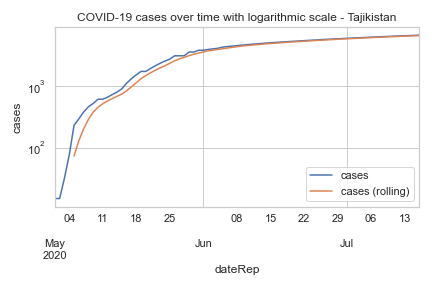 COVID-19 cases over time with logarithmic scale - Tajikistan
cases
10³
10²
cases
cases (rolling)
04 11 18 25 08 15 22 29 06 13
May Jun Jul
2020
dateRep